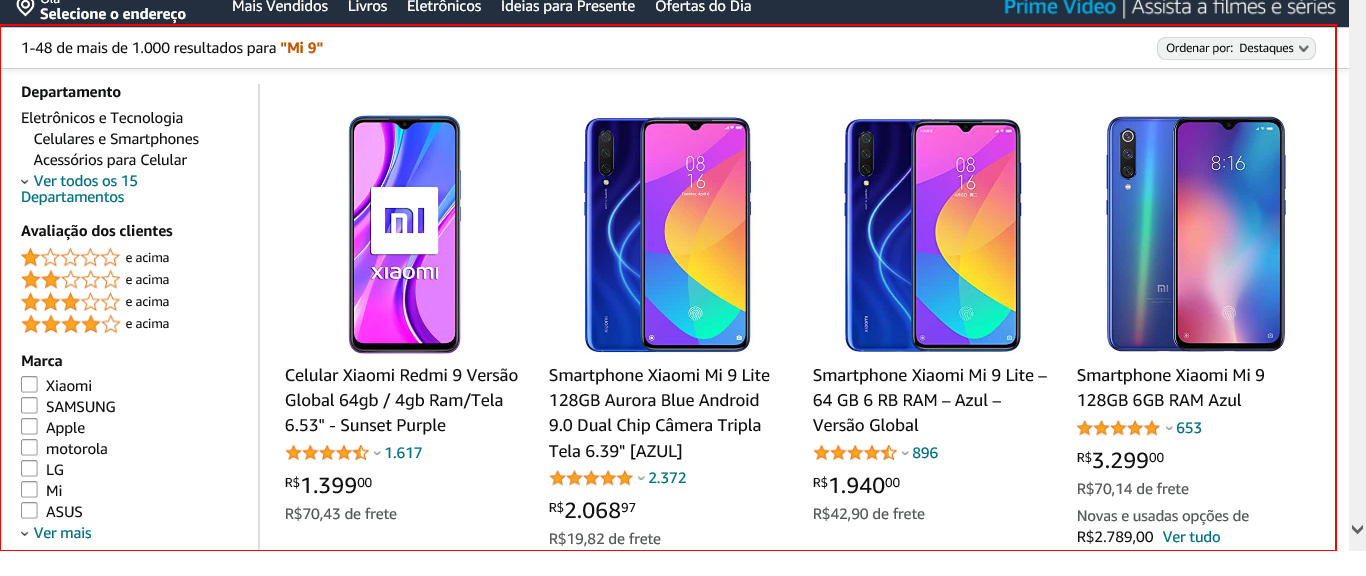 Olá
Selecione o endereço
Mais Vendidos
Livros
Eletrônicos
Ideias para Presente
Ofertas do Dia
Prime Video | Assista a filmes e séries
1-48 de mais de 1.000 resultados para "Mi 9"
Ordenar por: Destaques
Departamento
Eletrônicos e Tecnologia
Celulares e Smartphones
Acessórios para Celular
Ver todos os 15
Departamentos
Avaliação dos clientes
e acima
e acima
e acima
e acima
Marca
Xiaomi
SAMSUNG
Apple
motorola
LG
Mi
ASUS
Ver mais
mi
xiaomi
Celular Xiaomi Redmi 9 Versão
Global 64gb / 4gb Ram/Tela
6.53" - Sunset Purple
1.617
R$1.39900
R$70,43 de frete
08
16
Smartphone Xiaomi Mi 9 Lite
128GB Aurora Blue Android
9.0 Dual Chip Câmera Tripla
Tela 6.39" [AZUL]
2.372
R$2.06897
R$19,82 de frete
08
16
Smartphone Xiaomi Mi 9 Lite –
64 GB 6 RB RAM – Azul –
Versão Global
896
R$1.94000
R$42,90 de frete
8:16
mi
Smartphone Xiaomi Mi 9
128GB 6GB RAM Azul
653
R$3.29900
R$70,14 de frete
Novas e usadas opções de
R$2.789,00 Ver tudo